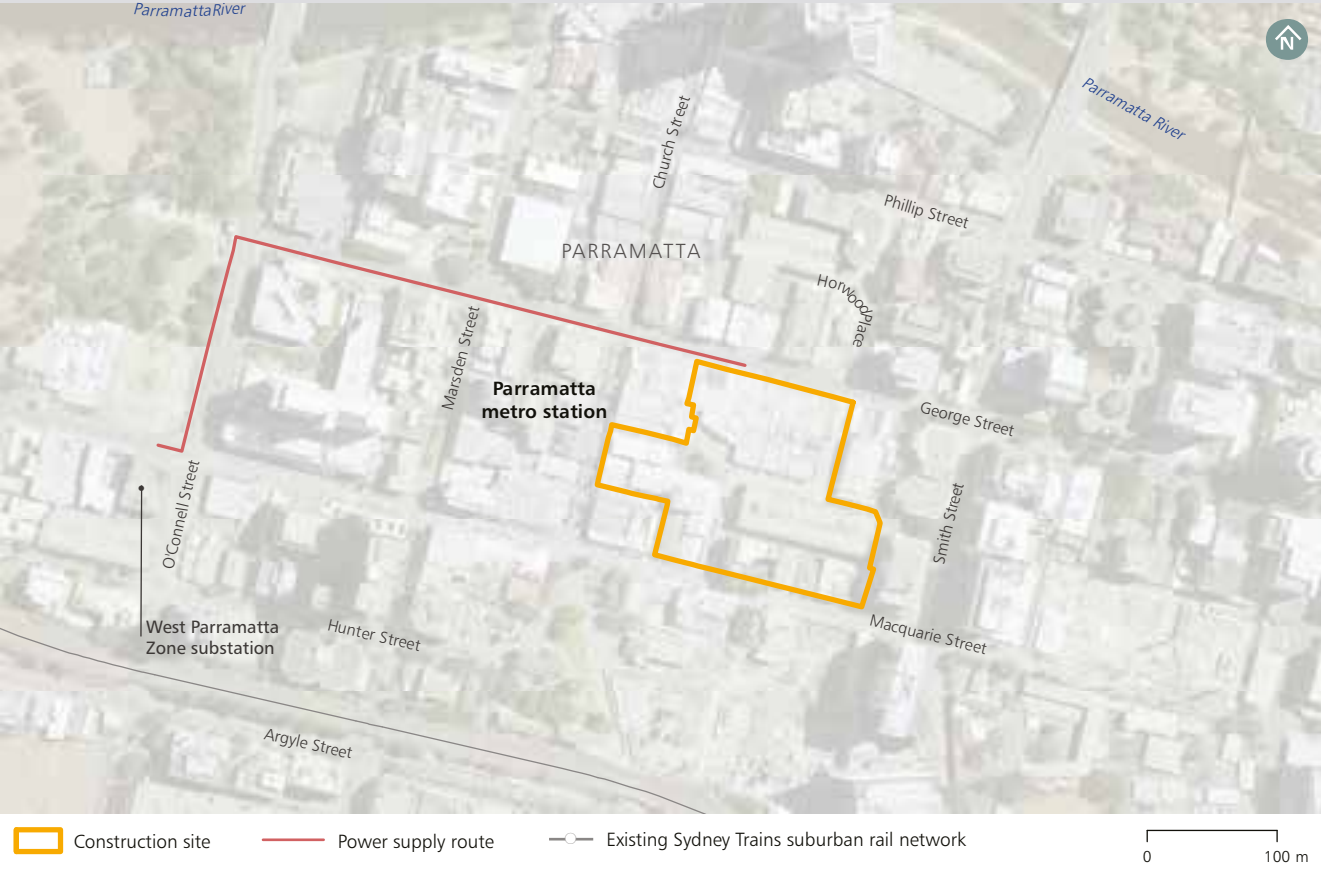 ParramattaRiver
N
Parramatta River
Church Street
Phillip Street
PARRAMATTA
Horwood Place
Marsden Street
Parramatta
metro station
George Street
O'Connell Street
Smith Street
West Parramatta
Zone substation
Hunter Street
Macquarie Street
Argyle Street
Construction site
Power supply route
Existing Sydney Trains suburban rail network
0
100 m